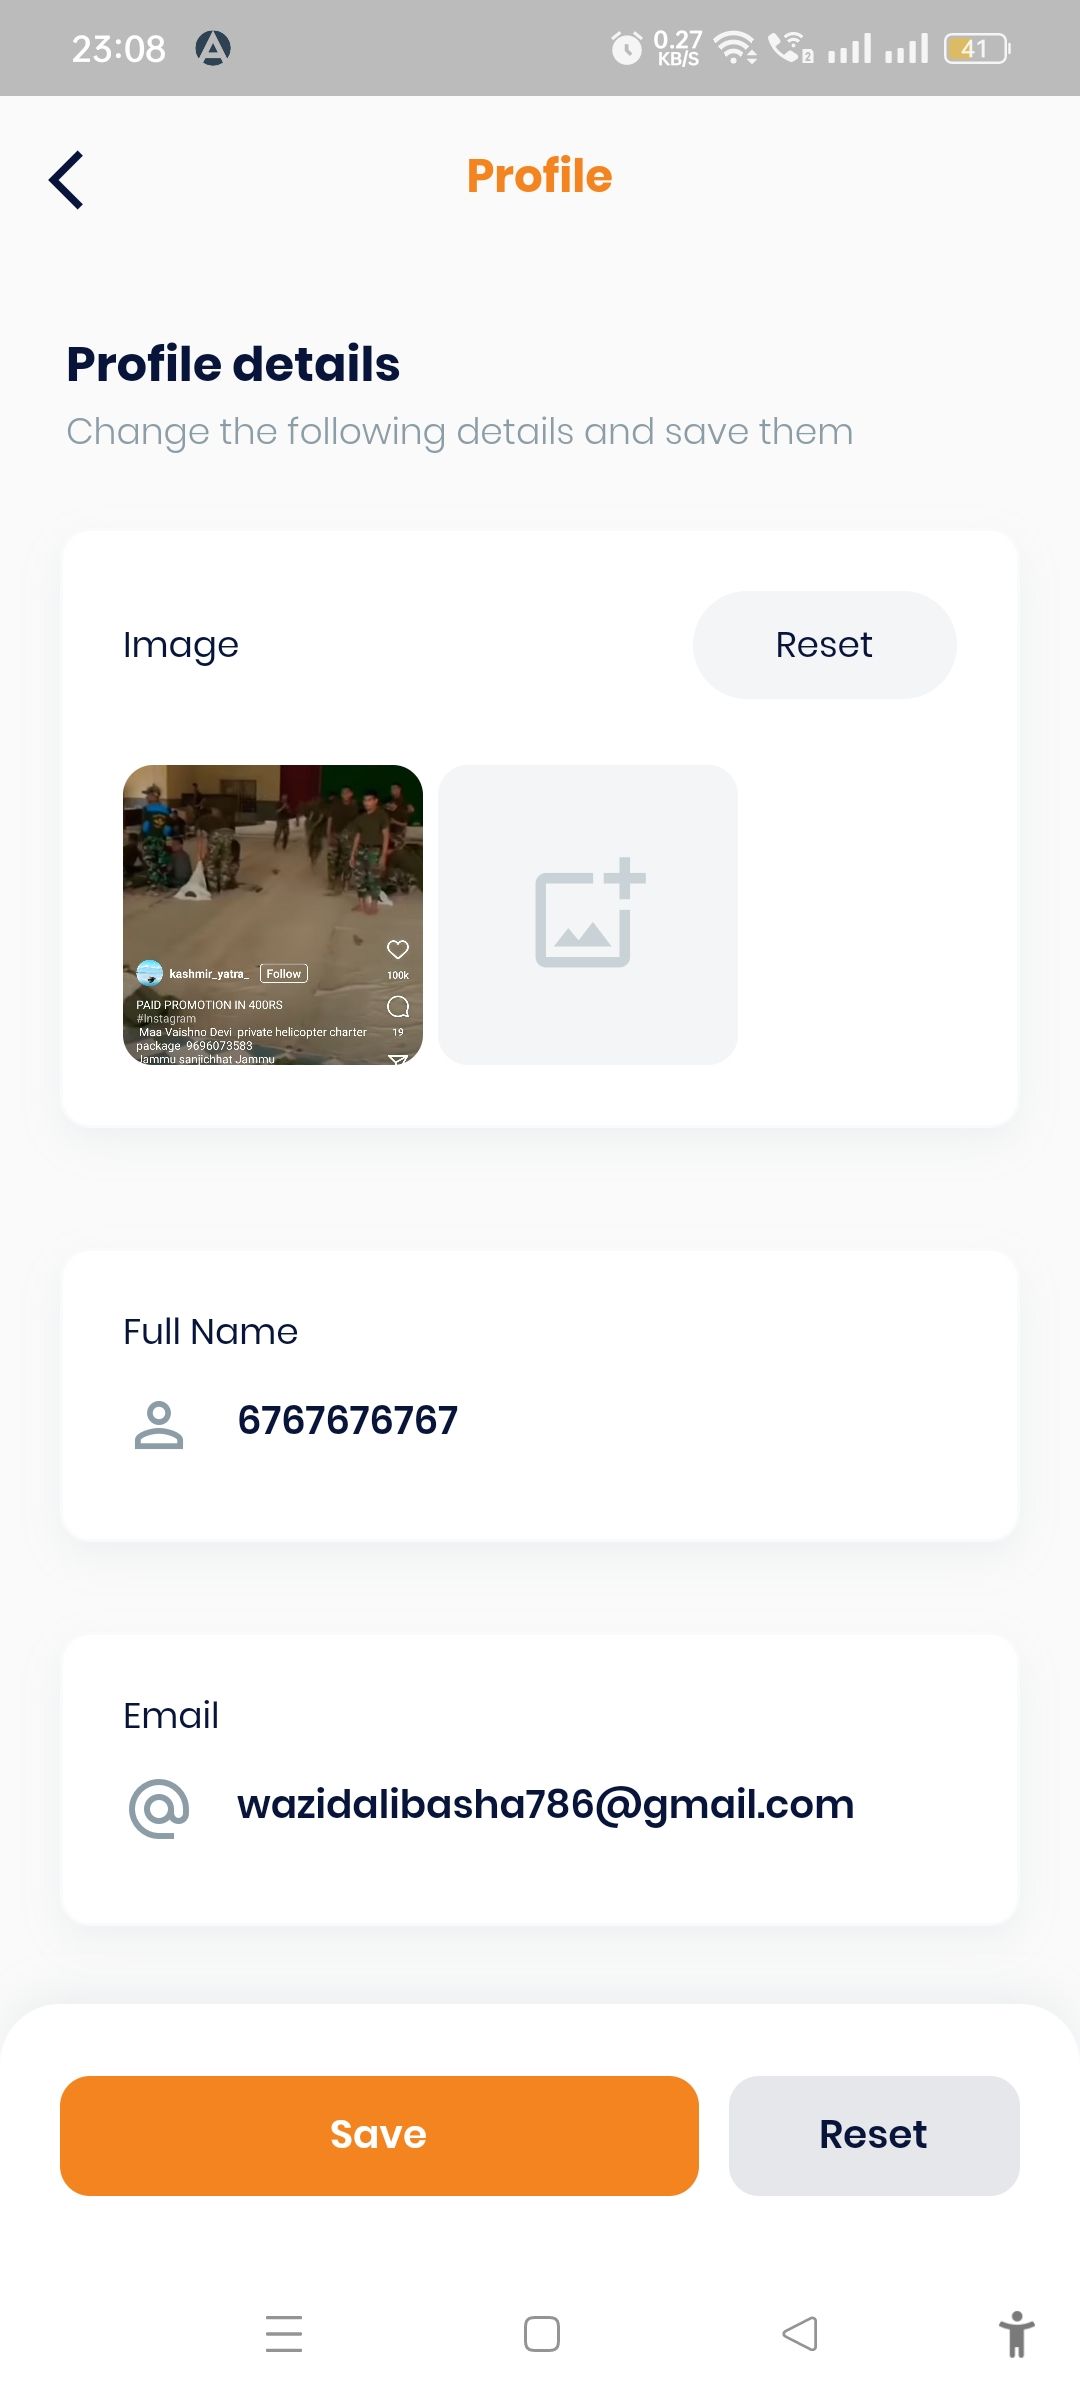 23:08 0.27 KB/S 2 41
Profile
Profile details
Change the following details and save them
Image
Reset
kashmir_yatra_ Follow
100k
PAID PROMOTION IN 400RS
#Instagram
Maa Vaishno Devi private helicopter charter
19
package 9696073583
Jammu sanjichhat Jammu
Full Name
6767676767
Email
wazidalibasha786@gmail.com
Save
Reset